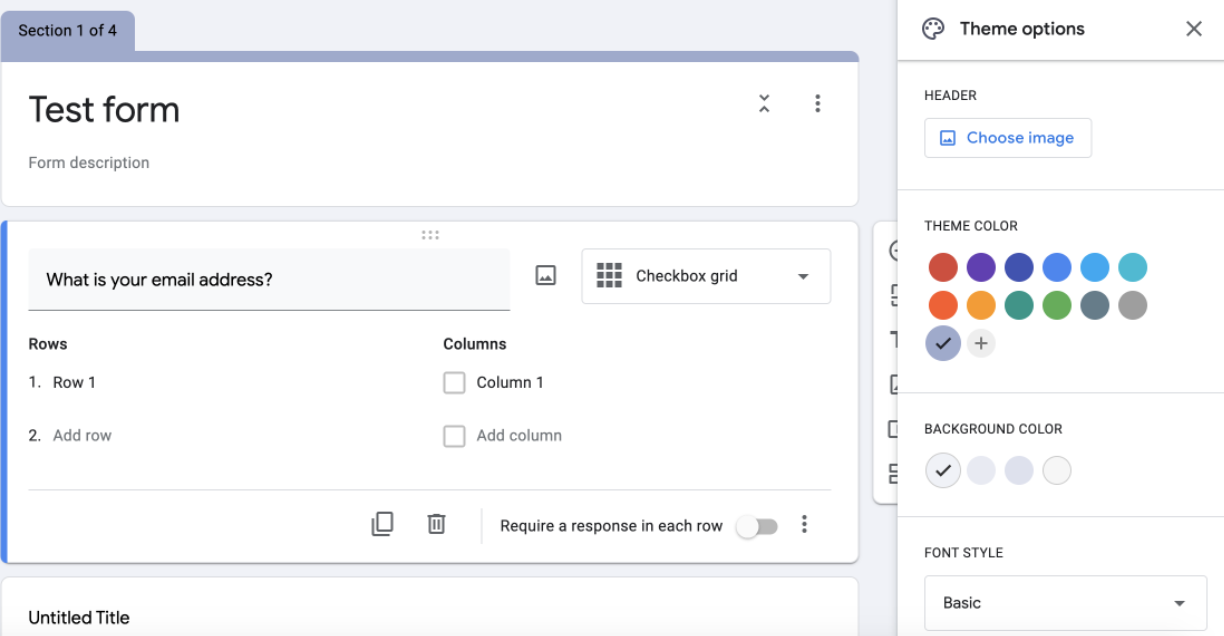 Section 1 of 4
Test form
Form description
What is your email address?
Checkbox grid
Rows
Columns
1. Row 1
Column 1
2. Add row
Add column
Require a response in each row
Untitled Title
Theme options
HEADER
Choose image
THEME COLOR
BACKGROUND COLOR
FONT STYLE
Basic